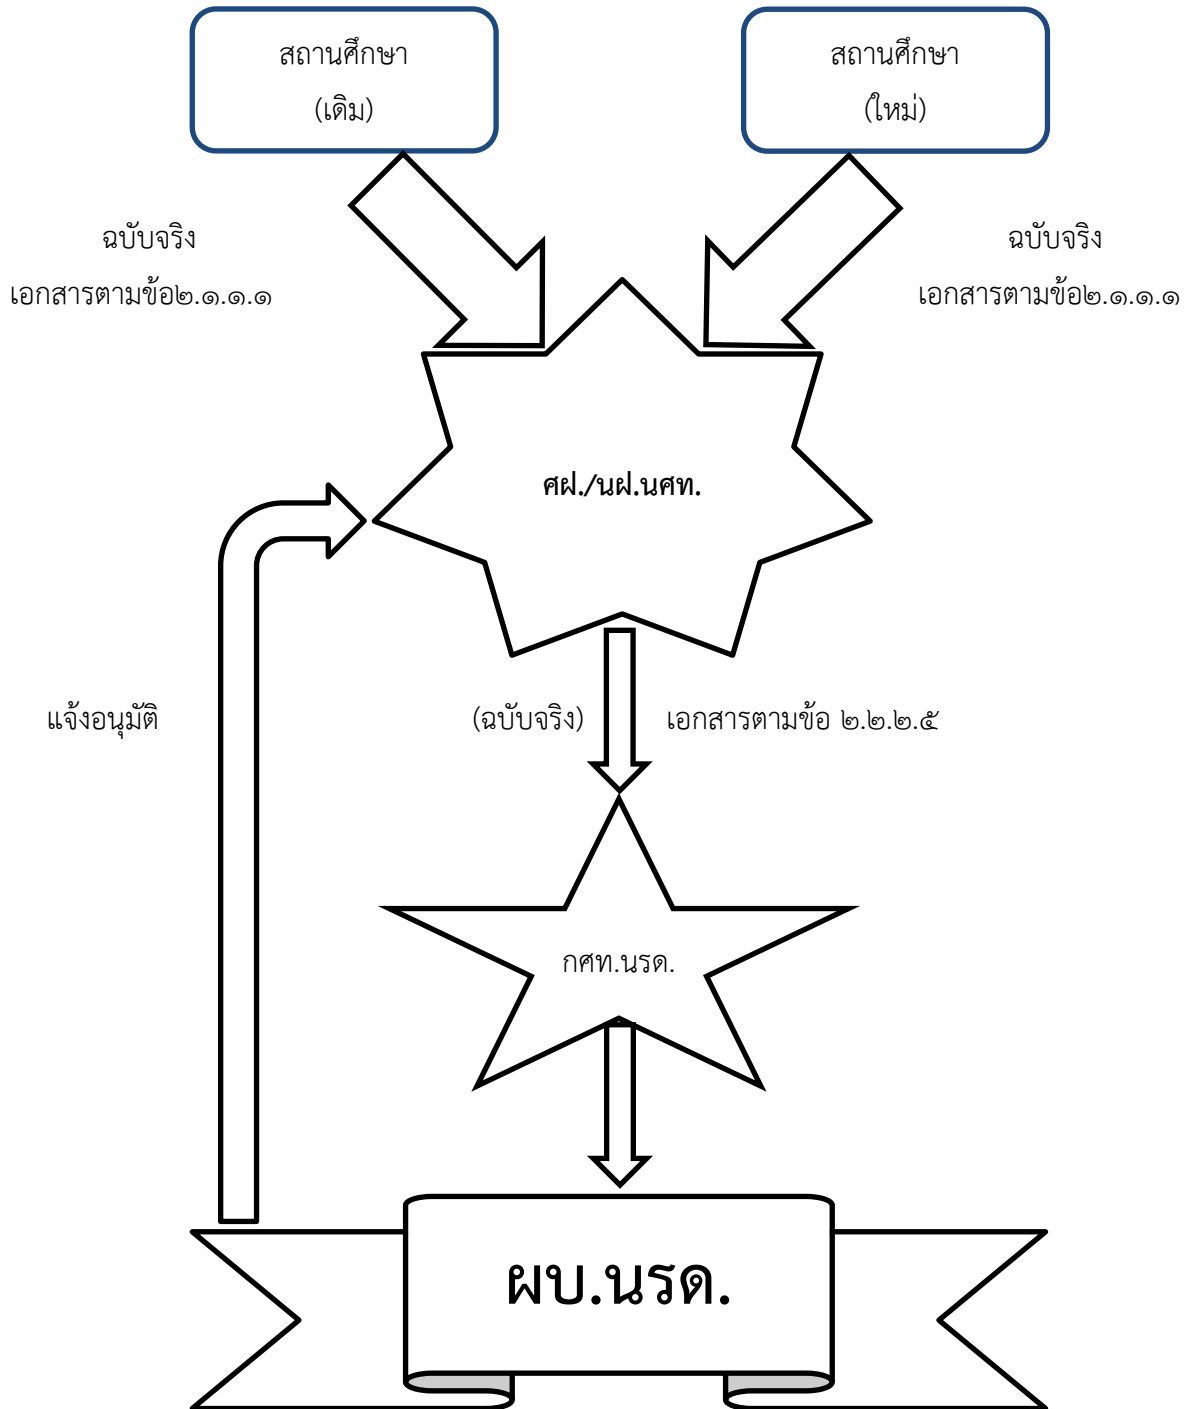 สถานศึกษา
(เดิม)
สถานศึกษา
(ใหม่)
ฉบับจริง
เอกสารตามข้อ๒.๑.๑.๑
ฉบับจริง
เอกสารตามข้อ๒.๑.๑.๑
ศฝ./นฝ.นศท.
แจ้งอนุมัติ
(ฉบับจริง)
เอกสารตามข้อ ๒.๒.๒.๕
กศท.นรด.
ผบ.นรด.